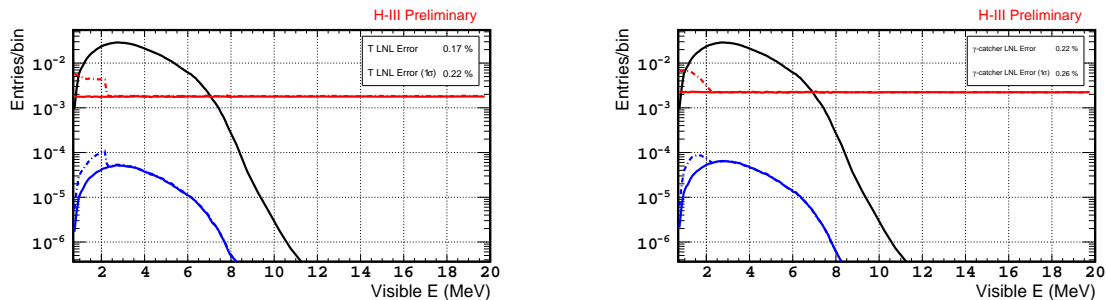 H-III Preliminary
T LNL Error 0.17 %
T LNL Error (1σ) 0.22 %
Entries/bin
10-2
10-3
10-4
10-5
10-6
2 4 6 8 10 12 14 16 18 20
Visible E (MeV)
H-III Preliminary
γ-catcher LNL Error 0.22 %
γ-catcher LNL Error (1σ) 0.26 %
Entries/bin
10-2
10-3
10-4
10-5
10-6
2 4 6 8 10 12 14 16 18 20
Visible E (MeV)